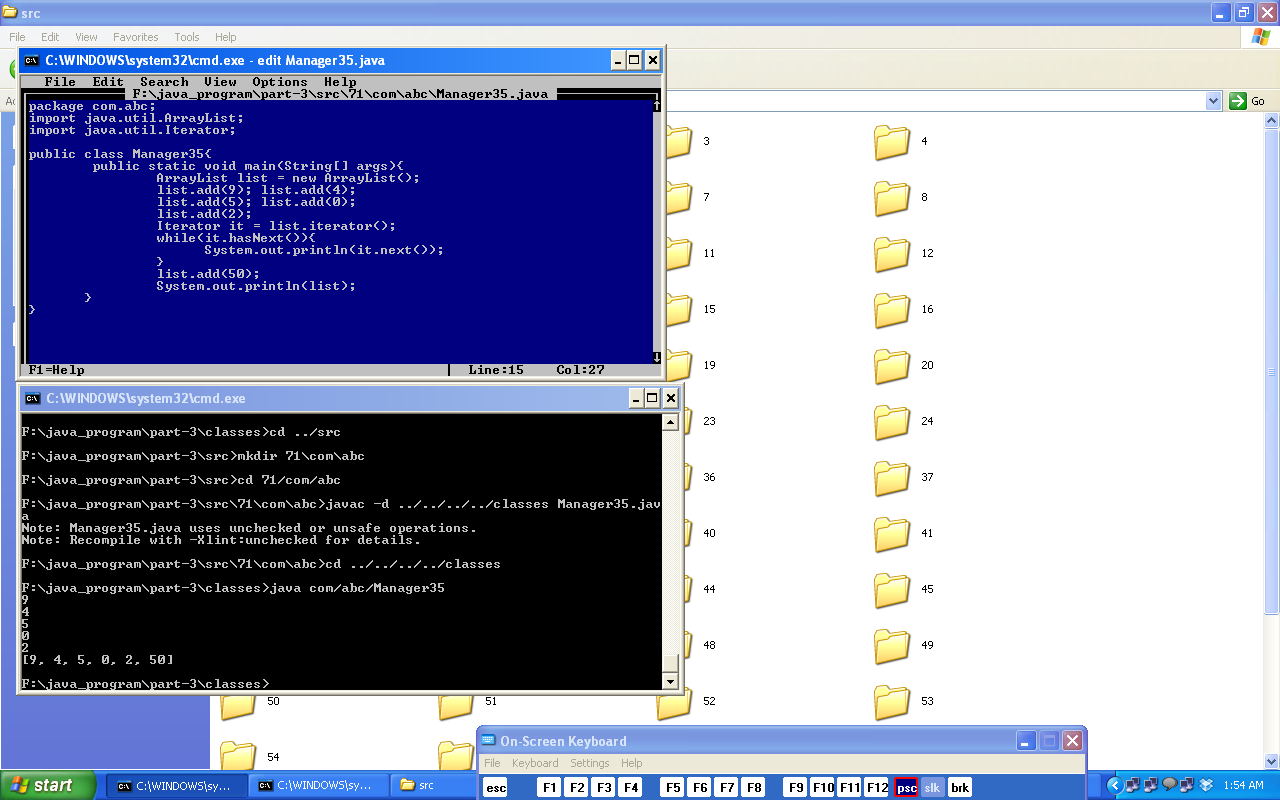 src
File Edit View Favorites Tools Help
C:\WINDOWS\system32\cmd.exe - edit Manager35.java
File Edit Search View Options Help
F:\java_program\part-3\src\71\com\abc\Manager35.java
package com.abc;
import java.util.ArrayList;
import java.util.Iterator;
public class Manager35{
public static void main(String[] args){
ArrayList list = new ArrayList();
list.add(9); list.add(4);
list.add(5); list.add(0);
list.add(2);
Iterator it = list.iterator();
while(it.hasNext()){
System.out.println(it.next());
}
list.add(50);
System.out.println(list);
}
}
F1=Help Line:15 Col:27
C:\WINDOWS\system32\cmd.exe
F:\java_program\part-3\classes>cd ../src
F:\java_program\part-3\src>mkdir 71\com\abc
F:\java_program\part-3\src>cd 71/com/abc
F:\java_program\part-3\src\71\com\abc>javac -d ../../../../classes Manager35.jav
a
Note: Manager35.java uses unchecked or unsafe operations.
Note: Recompile with -Xlint:unchecked for details.
F:\java_program\part-3\src\71\com\abc>cd ../../../../classes
F:\java_program\part-3\classes>java com/abc/Manager35
9
4
5
0
2
[9, 4, 5, 0, 2, 50]
F:\java_program\part-3\classes>
Go
3 4
7 8
11 12
15 16
19 20
23 24
36 37
40 41
44 45
48 49
50 51 52 53
54
On-Screen Keyboard
File Keyboard Settings Help
esc F1 F2 F3 F4 F5 F6 F7 F8 F9 F10 F11 F12 psc slk brk
start C:\WINDOWS\sy... C:\WINDOWS\sy... src 1:54 AM